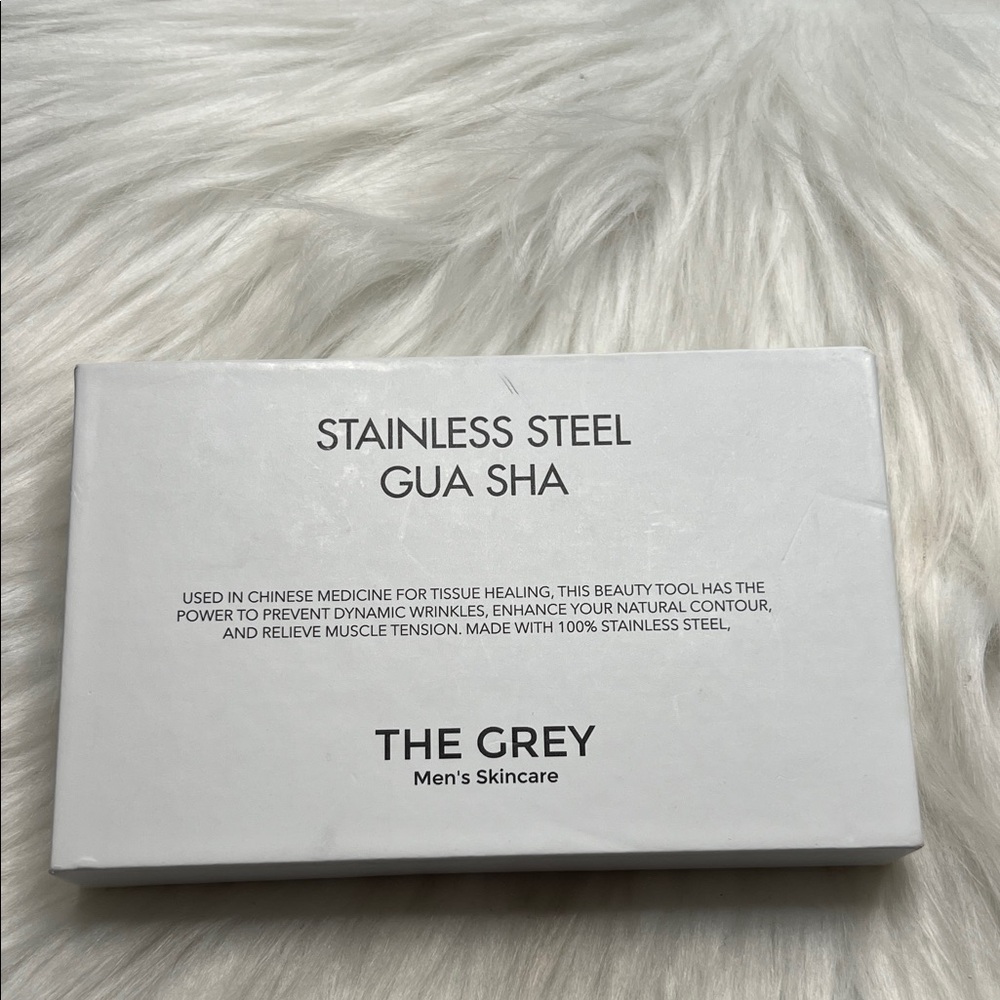 STAINLESS STEEL
GUA SHA
USED IN CHINESE MEDICINE FOR TISSUE HEALING, THIS BEAUTY TOOL HAS THE
POWER TO PREVENT DYNAMIC WRINKLES, ENHANCE YOUR NATURAL CONTOUR,
AND RELIEVE MUSCLE TENSION. MADE WITH 100% STAINLESS STEEL,
THE GREY
Men's Skincare